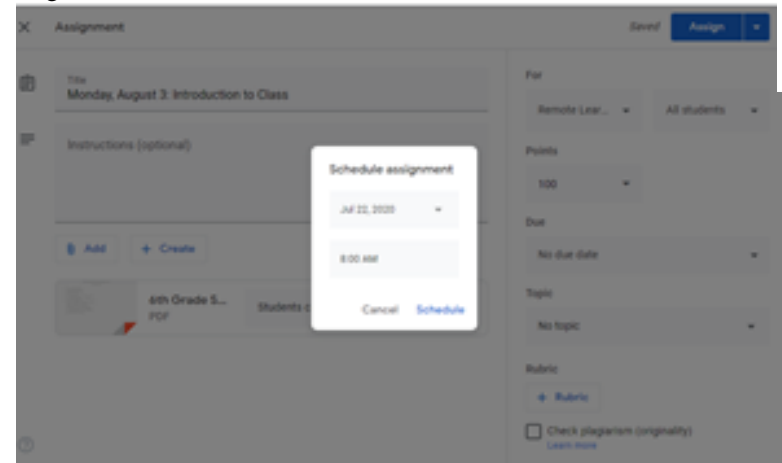 Assignment
Saved
Assign
Title
Monday, August 3: Introduction to Class
Instructions (optional)
Add
+ Create
6th Grade S...
PDF
Students c
Schedule assignment
Jul 22, 2020
8:00 AM
Cancel
Schedule
For
Remote Lear...
All students
Points
100
Due
No due date
Topic
No topic
Rubric
+ Rubric
Check plagiarism (originality)
Learn more